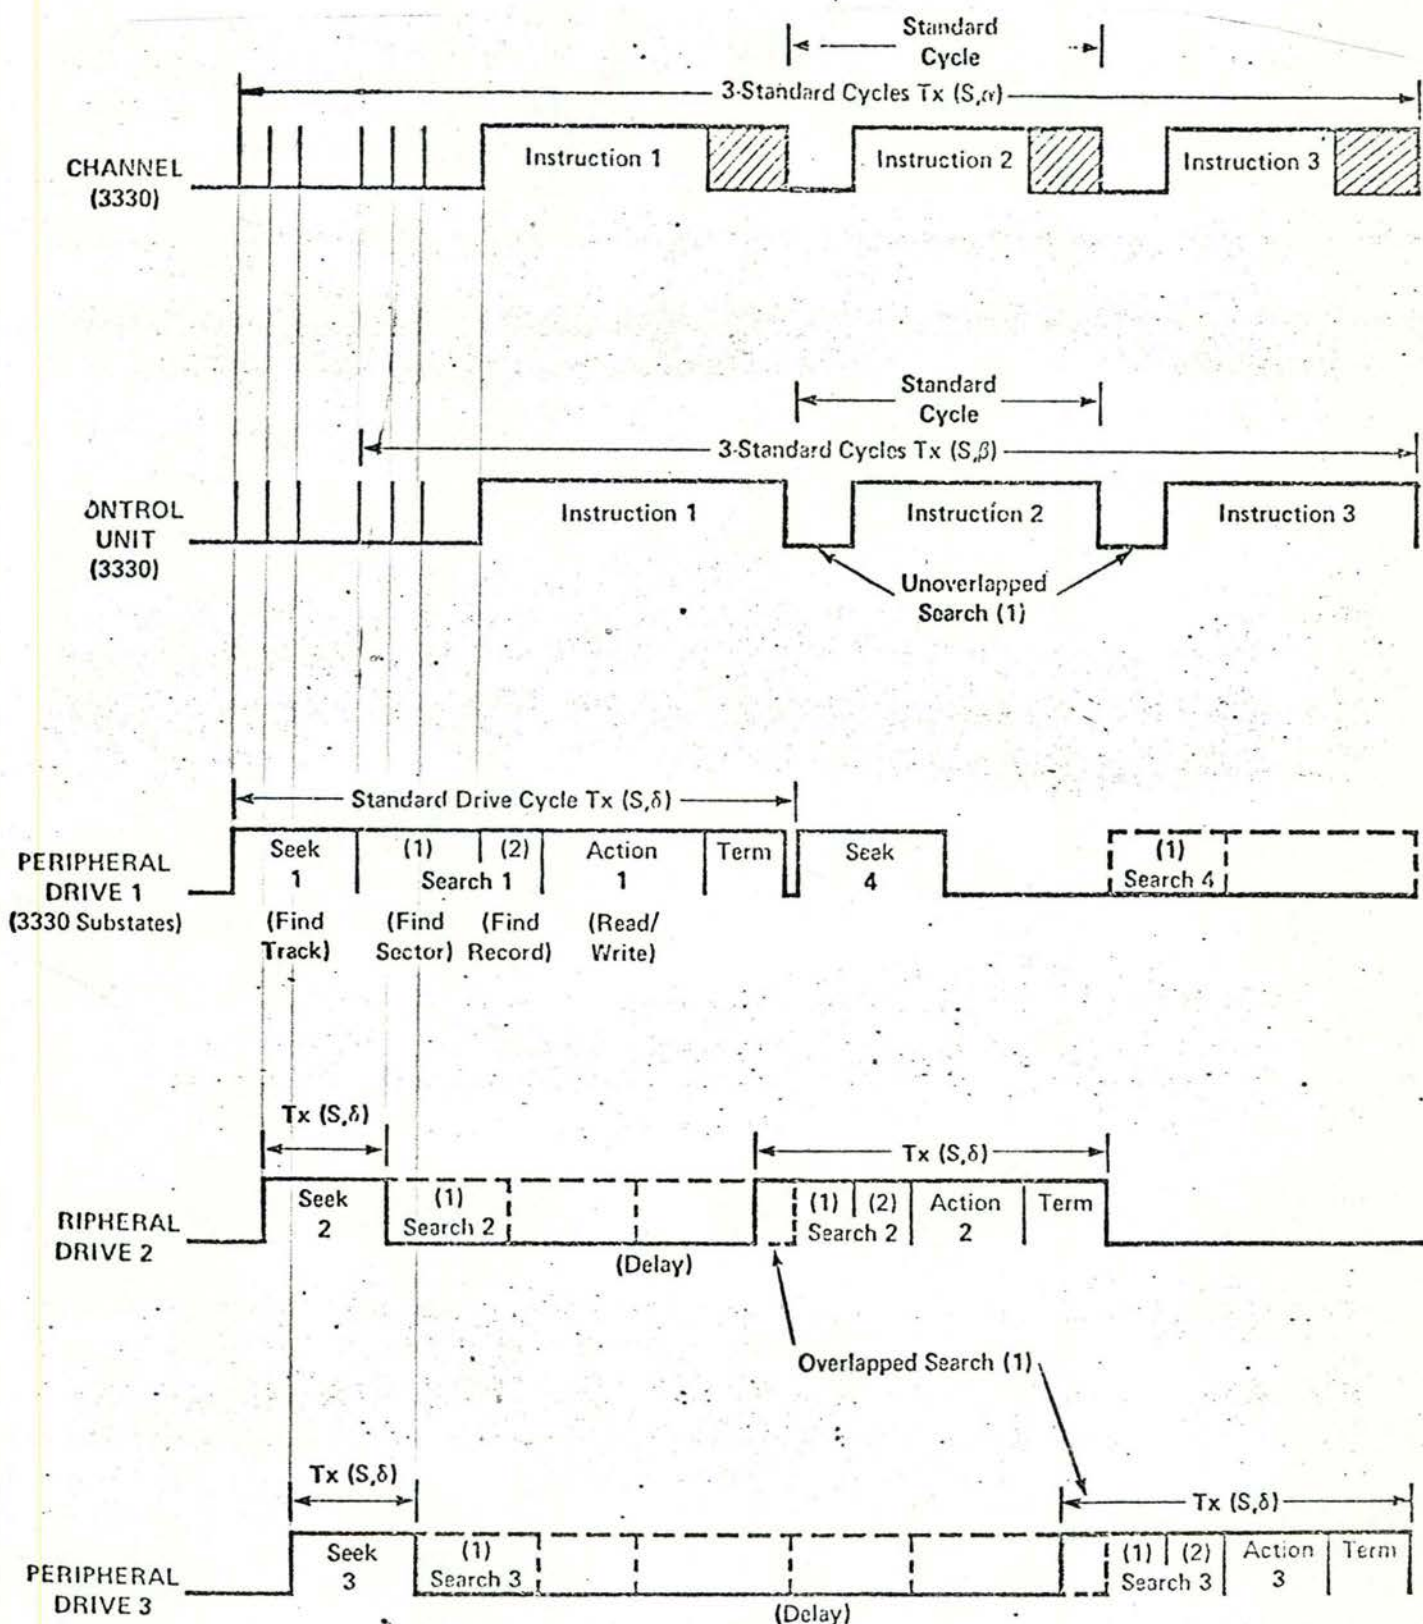 Standard
Cycle
3-Standard Cycles Tx (S,α)
CHANNEL
(3330)
Instruction 1
Instruction 2
Instruction 3
Standard
Cycle
3-Standard Cycles Tx (S,β)
ONTROL
UNIT
(3330)
Instruction 1
Instruction 2
Instruction 3
Unoverlapped
Search (1)
Standard Drive Cycle Tx (S,δ)
PERIPHERAL
DRIVE 1
(3330 Substates)
Seek
1
(1) (2)
Search 1
Action
1
Term
Seek
4
(1)
Search 4
(Find
Track)
(Find
Sector)
(Find
Record)
(Read/
Write)
Tx (S,δ)
Tx (S,δ)
RIPHERAL
DRIVE 2
Seek
2
(1)
Search 2
(Delay)
(1) (2)
Search 2
Action
2
Term
Overlapped Search (1)
Tx (S,δ)
Tx (S,δ)
PERIPHERAL
DRIVE 3
Seek
3
(1)
Search 3
(Delay)
(1) (2)
Search 3
Action
3
Term